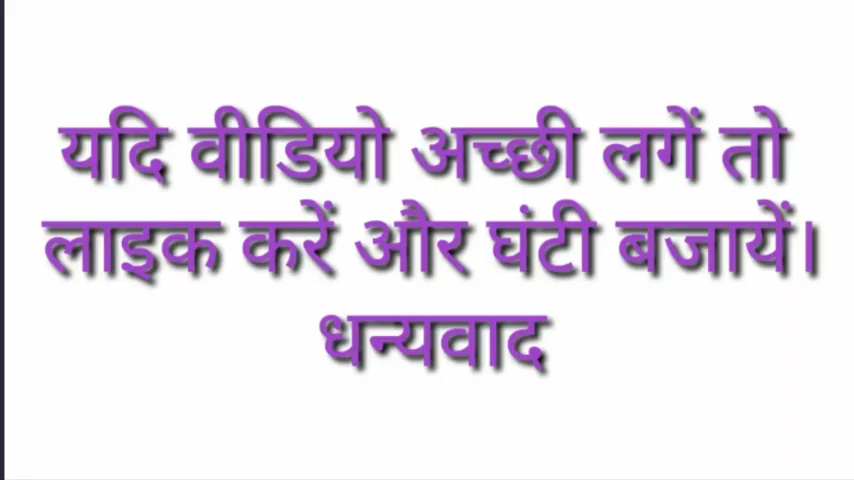 यदि वीडियो अच्छी लगें तो
लाइक करें और घंटी बजायें।
धन्यवाद